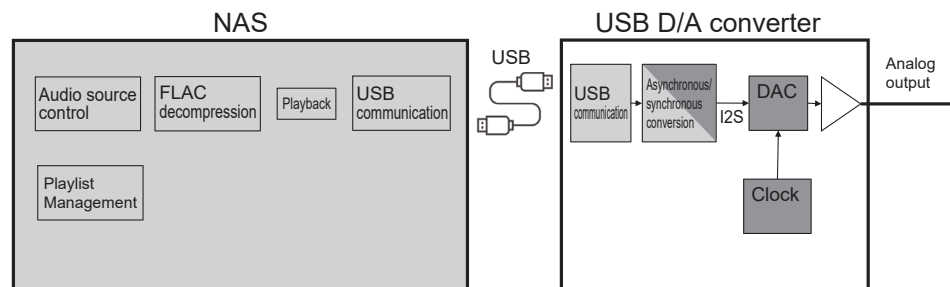 NAS
USB D/A converter
Audio source
control
FLAC
decompression
Playback
USB
communication
Playlist
Management
USB
USB
communication
Asynchronous/
synchronous
conversion
I2S
DAC
Clock
Analog
output